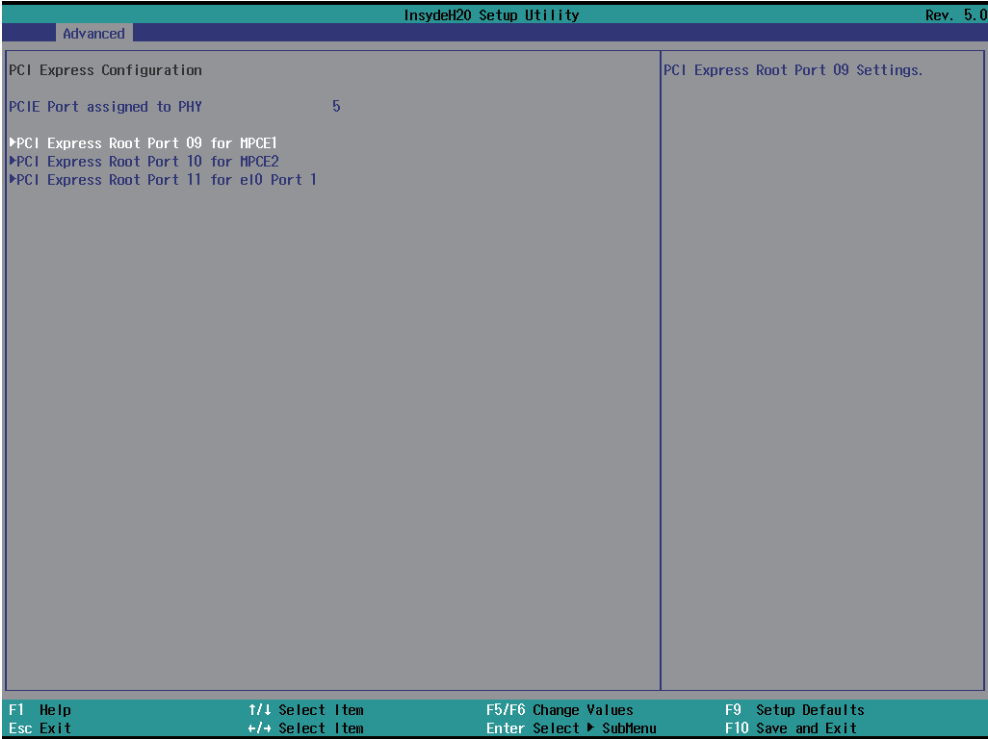 InsydeH20 Setup Utility Rev. 5.0
Advanced
PCI Express Configuration
PCIE Port assigned to PHY 5
▶PCI Express Root Port 09 for MPCE1
▶PCI Express Root Port 10 for MPCE2
▶PCI Express Root Port 11 for eIO Port 1
PCI Express Root Port 09 Settings.
F1 Help ↑/↓ Select Item F5/F6 Change Values F9 Setup Defaults
Esc Exit ←/→ Select Item Enter Select ▶ SubMenu F10 Save and Exit